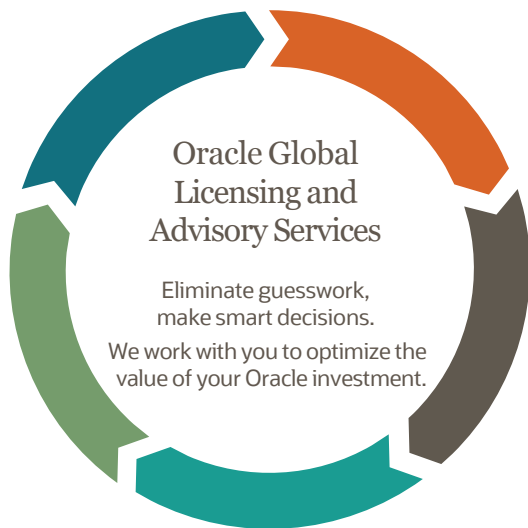 Oracle Global
Licensing and
Advisory Services
Eliminate guesswork,
make smart decisions.
We work with you to optimize the
value of your Oracle investment.